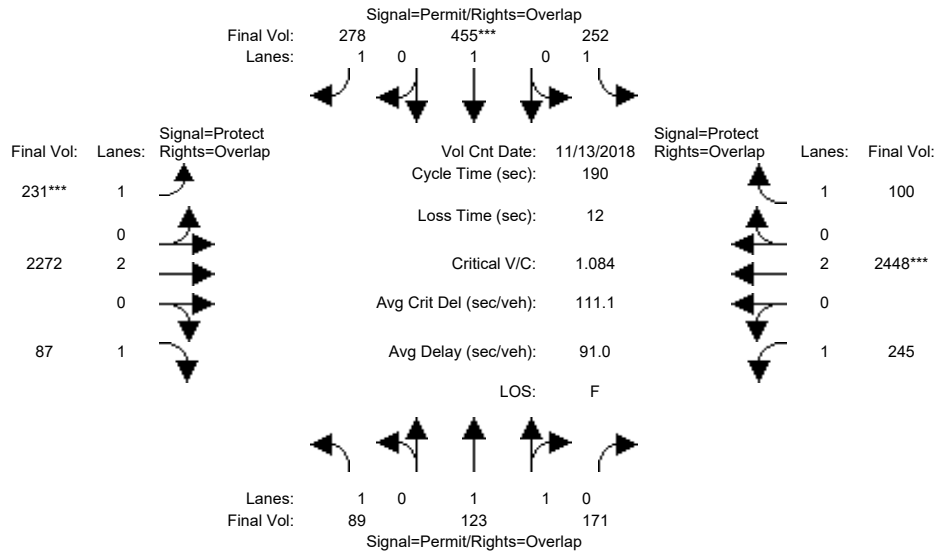 Signal=Permit/Rights=Overlap
Final Vol: 278 455*** 252
Lanes: 1 0 1 0 1
Signal=Protect Signal=Protect
Final Vol: Lanes: Rights=Overlap Vol Cnt Date: 11/13/2018 Rights=Overlap Lanes: Final Vol:
Cycle Time (sec): 190
231*** 1 1 100
Loss Time (sec): 12
0 0
2272 2 Critical V/C: 1.084 2 2448***
0 Avg Crit Del (sec/veh): 111.1 0
87 1 Avg Delay (sec/veh): 91.0 1 245
LOS: F
Lanes: 1 0 1 1 0
Final Vol: 89 123 171
Signal=Permit/Rights=Overlap